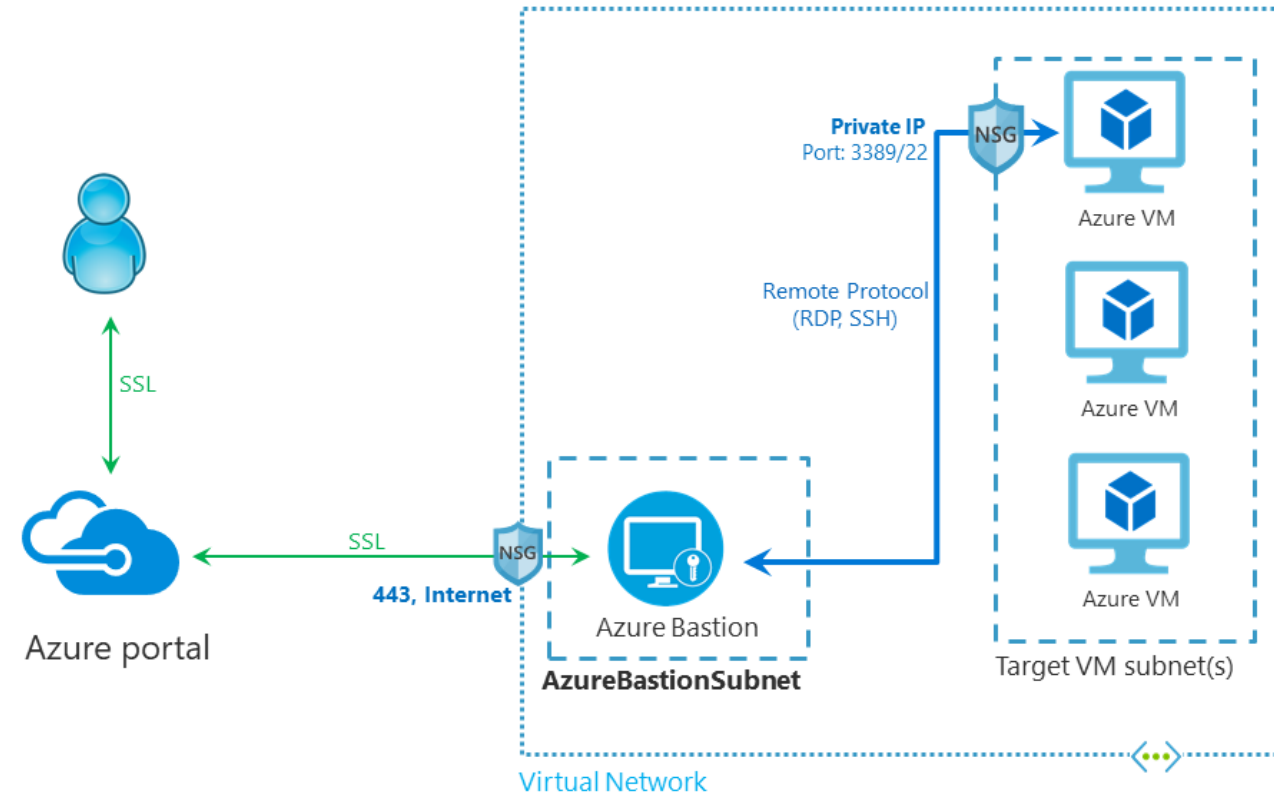 Private IP
Port: 3389/22
NSG
Azure VM
Remote Protocol
(RDP, SSH)
Azure VM
SSL
SSL
NSG
443, Internet
Azure VM
Azure portal
Azure Bastion
AzureBastionSubnet
Target VM subnet(s)
Virtual Network